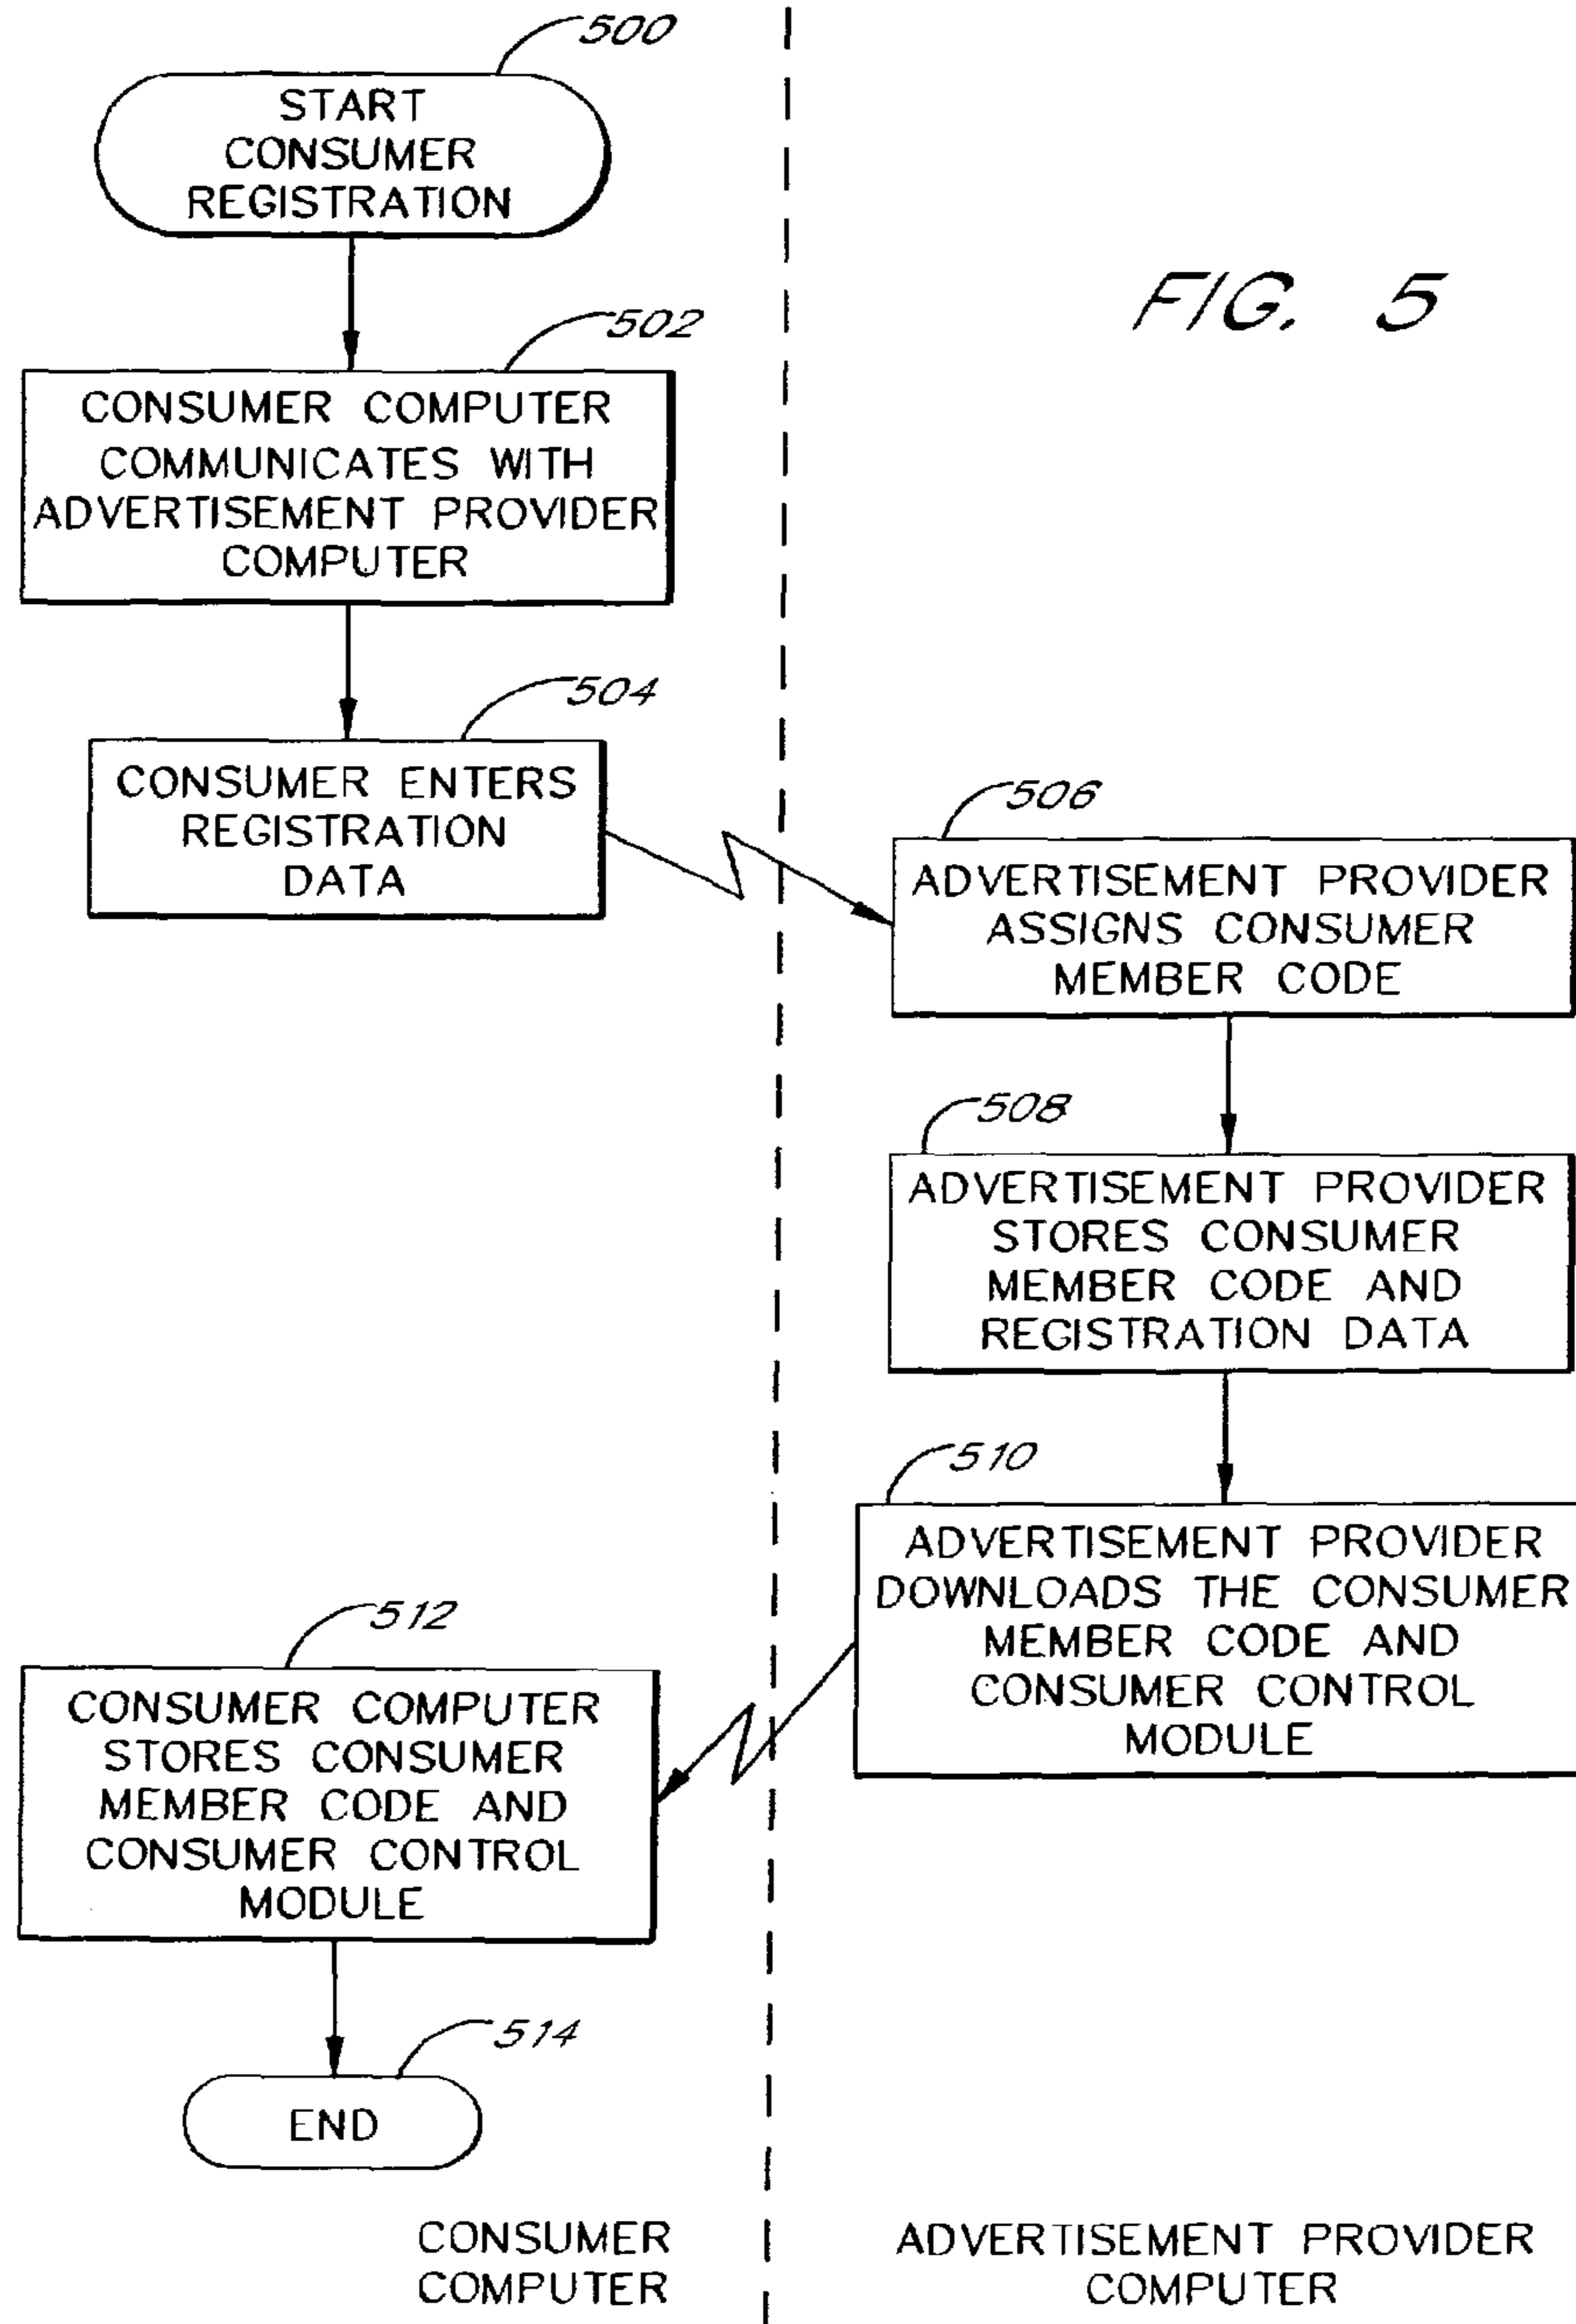 500
START
CONSUMER
REGISTRATION
FIG. 5
502
CONSUMER COMPUTER
COMMUNICATES WITH
ADVERTISEMENT PROVIDER
COMPUTER
504
CONSUMER ENTERS
REGISTRATION
DATA
506
ADVERTISEMENT PROVIDER
ASSIGNS CONSUMER
MEMBER CODE
508
ADVERTISEMENT PROVIDER
STORES CONSUMER
MEMBER CODE AND
REGISTRATION DATA
510
ADVERTISEMENT PROVIDER
DOWNLOADS THE CONSUMER
MEMBER CODE AND
CONSUMER CONTROL
MODULE
512
CONSUMER COMPUTER
STORES CONSUMER
MEMBER CODE AND
CONSUMER CONTROL
MODULE
514
END
CONSUMER
COMPUTER
ADVERTISEMENT PROVIDER
COMPUTER